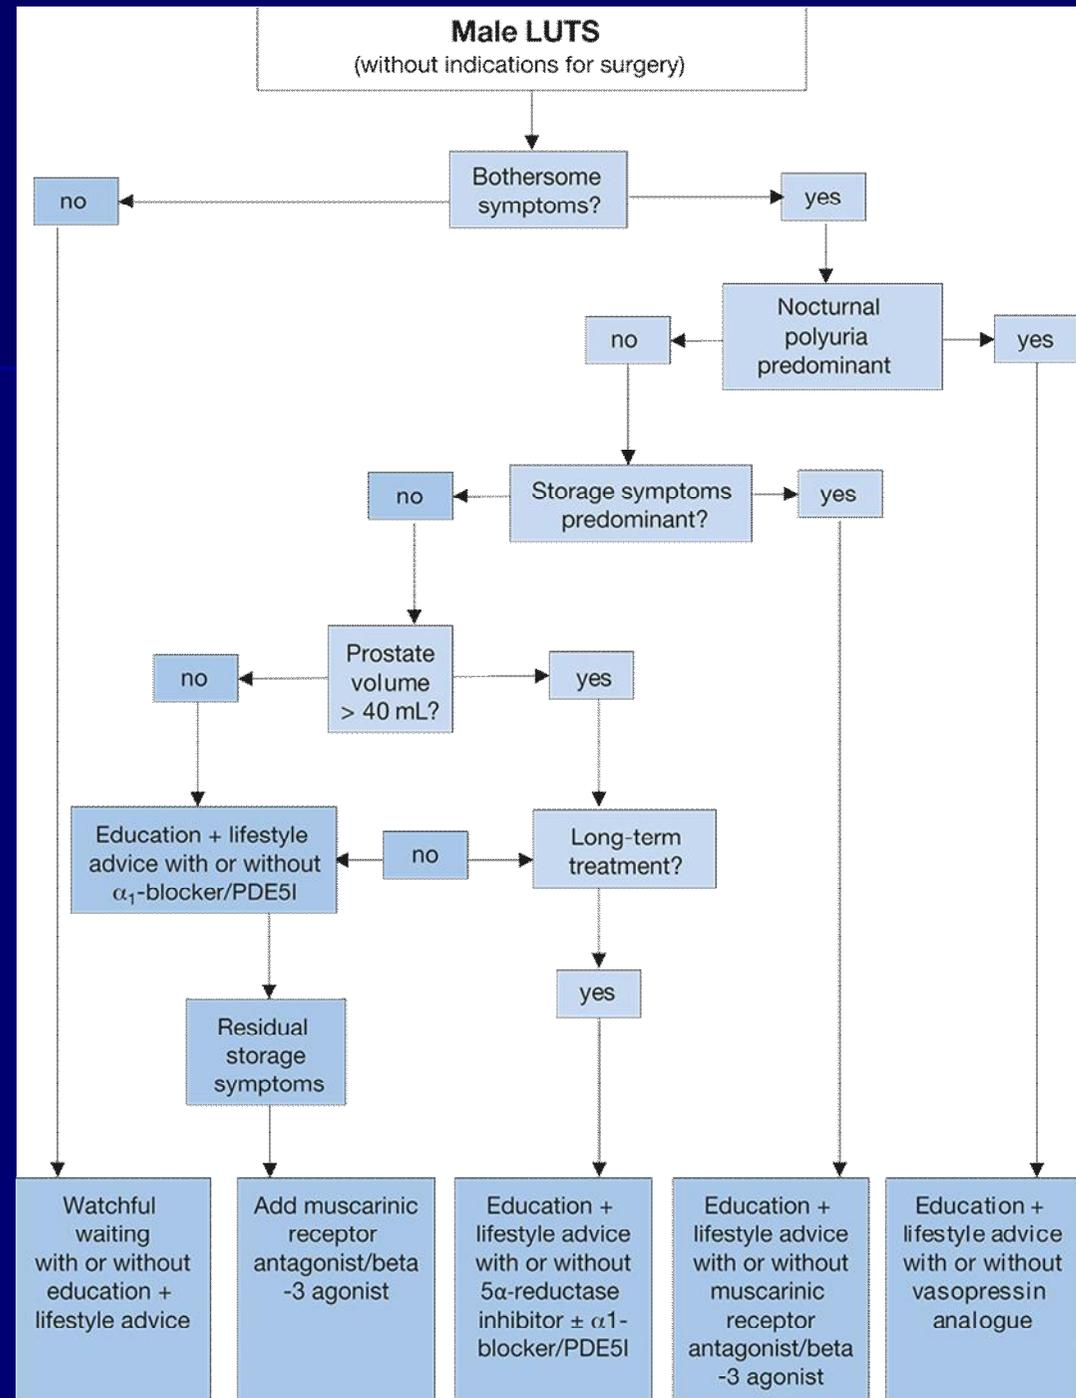 Male LUTS
(without indications for surgery)
Bothersome
symptoms?
no
yes
Nocturnal
polyuria
predominant
no
yes
Storage symptoms
predominant?
no
yes
Prostate
volume
> 40 mL?
no
yes
Education + lifestyle
advice with or without
α₁-blocker/PDE5I
no
Long-term
treatment?
yes
Residual
storage
symptoms
Watchful
waiting
with or without
education +
lifestyle advice
Add muscarinic
receptor
antagonist/beta
-3 agonist
Education +
lifestyle advice
with or without
5α-reductase
inhibitor ± α1-
blocker/PDE5I
Education +
lifestyle advice
with or without
muscarinic
receptor
antagonist/beta
-3 agonist
Education +
lifestyle advice
with or without
vasopressin
analogue